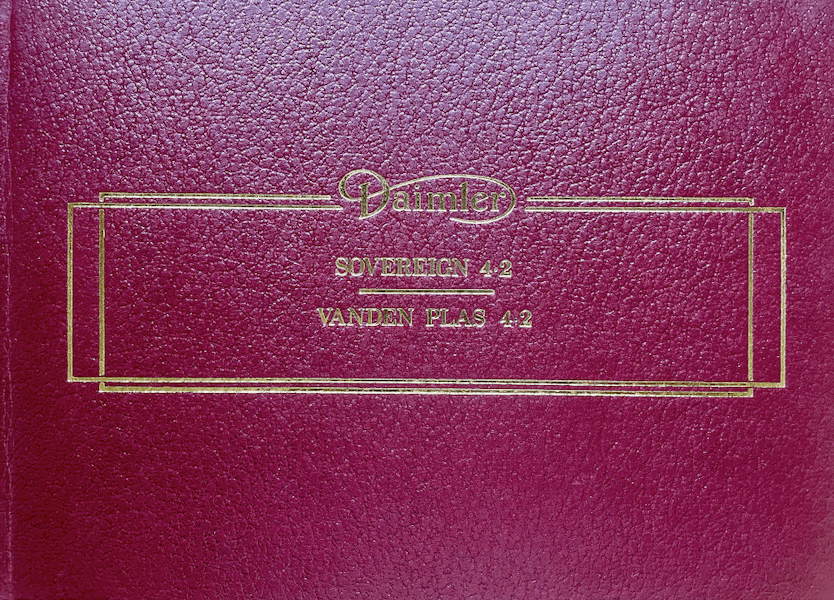 Daimler
SOVEREIGN 4·2
VANDEN PLAS 4·2